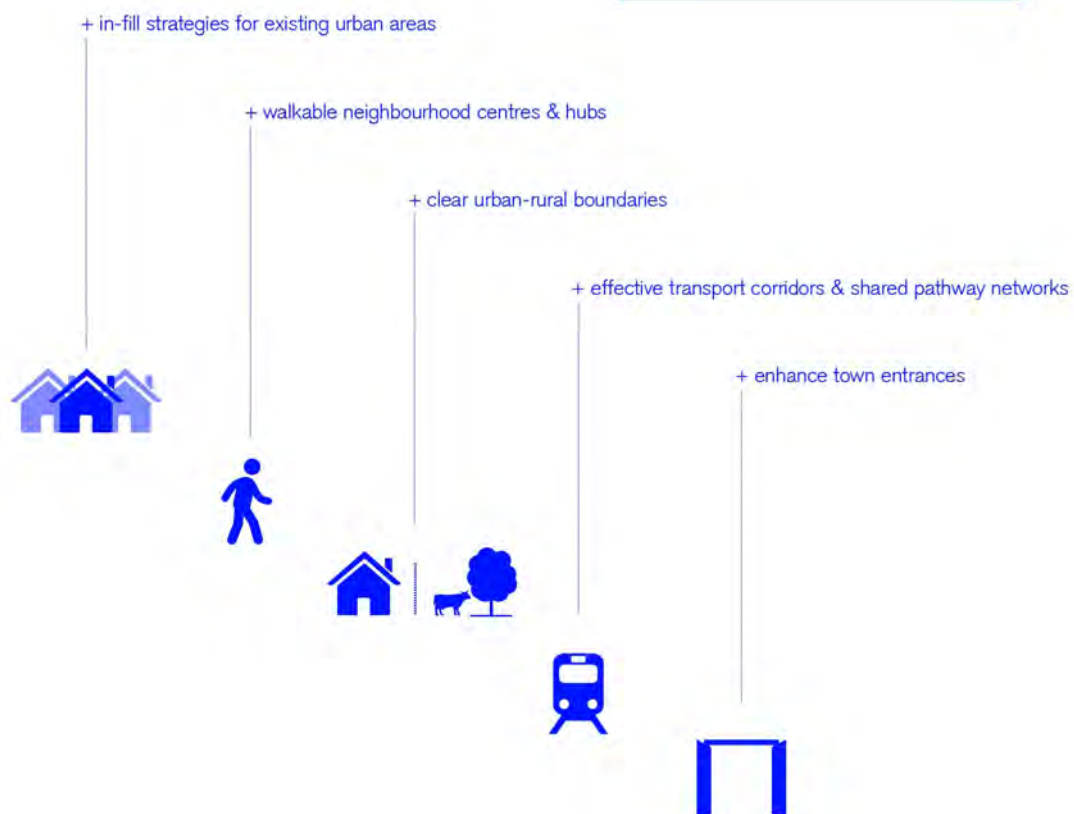 + in-fill strategies for existing urban areas
+ walkable neighbourhood centres & hubs
+ clear urban-rural boundaries
+ effective transport corridors & shared pathway networks
+ enhance town entrances